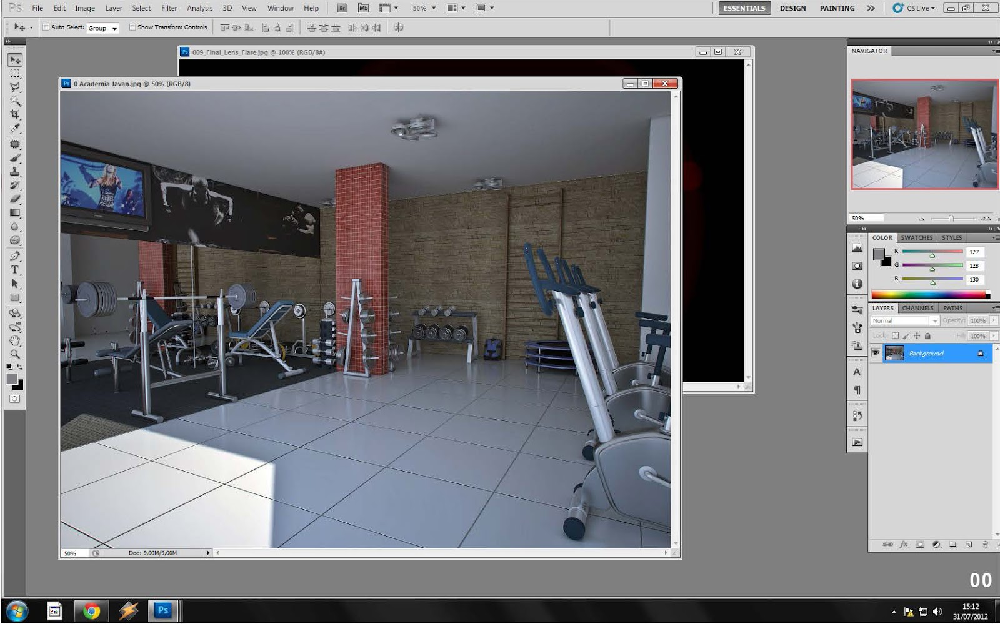 Ps File Edit Image Layer Select Filter Analysis 3D View Window Help Br Mb 50% ESSENTIALS DESIGN PAINTING CS Live
Auto-Select: Group Show Transform Controls
Ps 009_Final_Lens_Flare.jpg @ 100% (RGB/8#)
Ps 0 Academia Javan.jpg @ 50% (RGB/8)
50% Doc: 9,00M/9,00M
NAVIGATOR
50%
COLOR SWATCHES STYLES
R 127
G 128
B 130
LAYERS CHANNELS PATHS
Normal Opacity: 100%
Lock: Fill: 100%
Background
00
Ps
15:12
31/07/2012